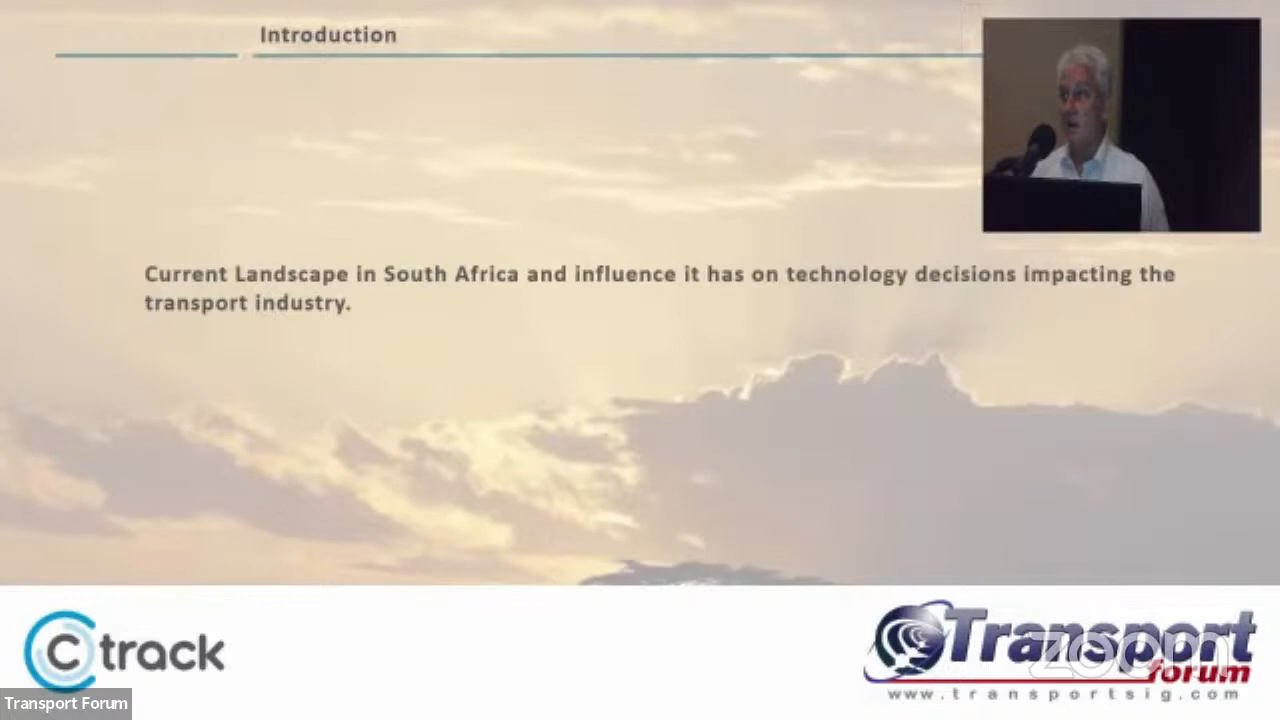 Introduction
Current Landscape in South Africa and influence it has on technology decisions impacting the
transport industry.
Ctrack
Transport
zoom
forum
www.transportsig.com
Transport Forum